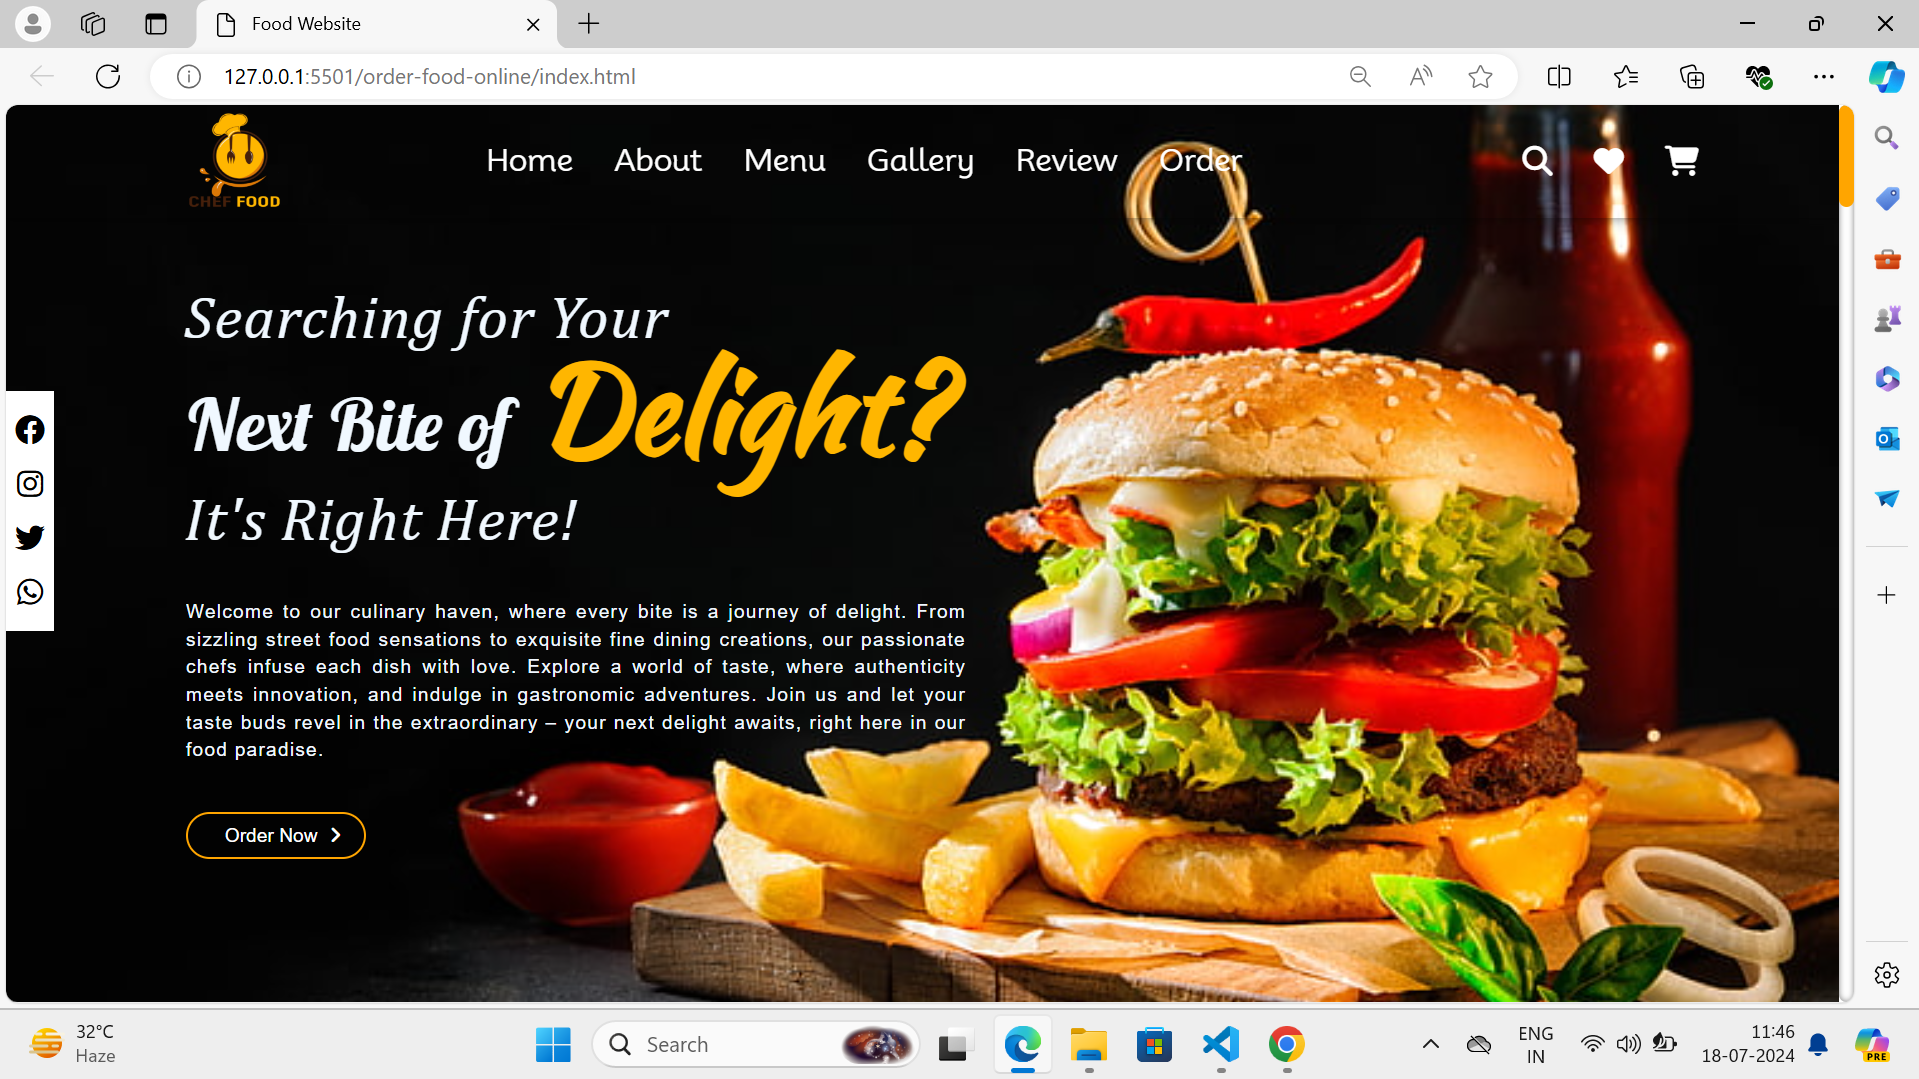 Food Website
127.0.0.1:5501/order-food-online/index.html
CHEF FOOD
Home
About
Menu
Gallery
Review
Order
Searching for Your
Next Bite of Delight?
It's Right Here!
Welcome to our culinary haven, where every bite is a journey of delight. From
sizzling street food sensations to exquisite fine dining creations, our passionate
chefs infuse each dish with love. Explore a world of taste, where authenticity
meets innovation, and indulge in gastronomic adventures. Join us and let your
taste buds revel in the extraordinary – your next delight awaits, right here in our
food paradise.
Order Now
32°C
Haze
Search
ENG
IN
11:46
18-07-2024
PRE